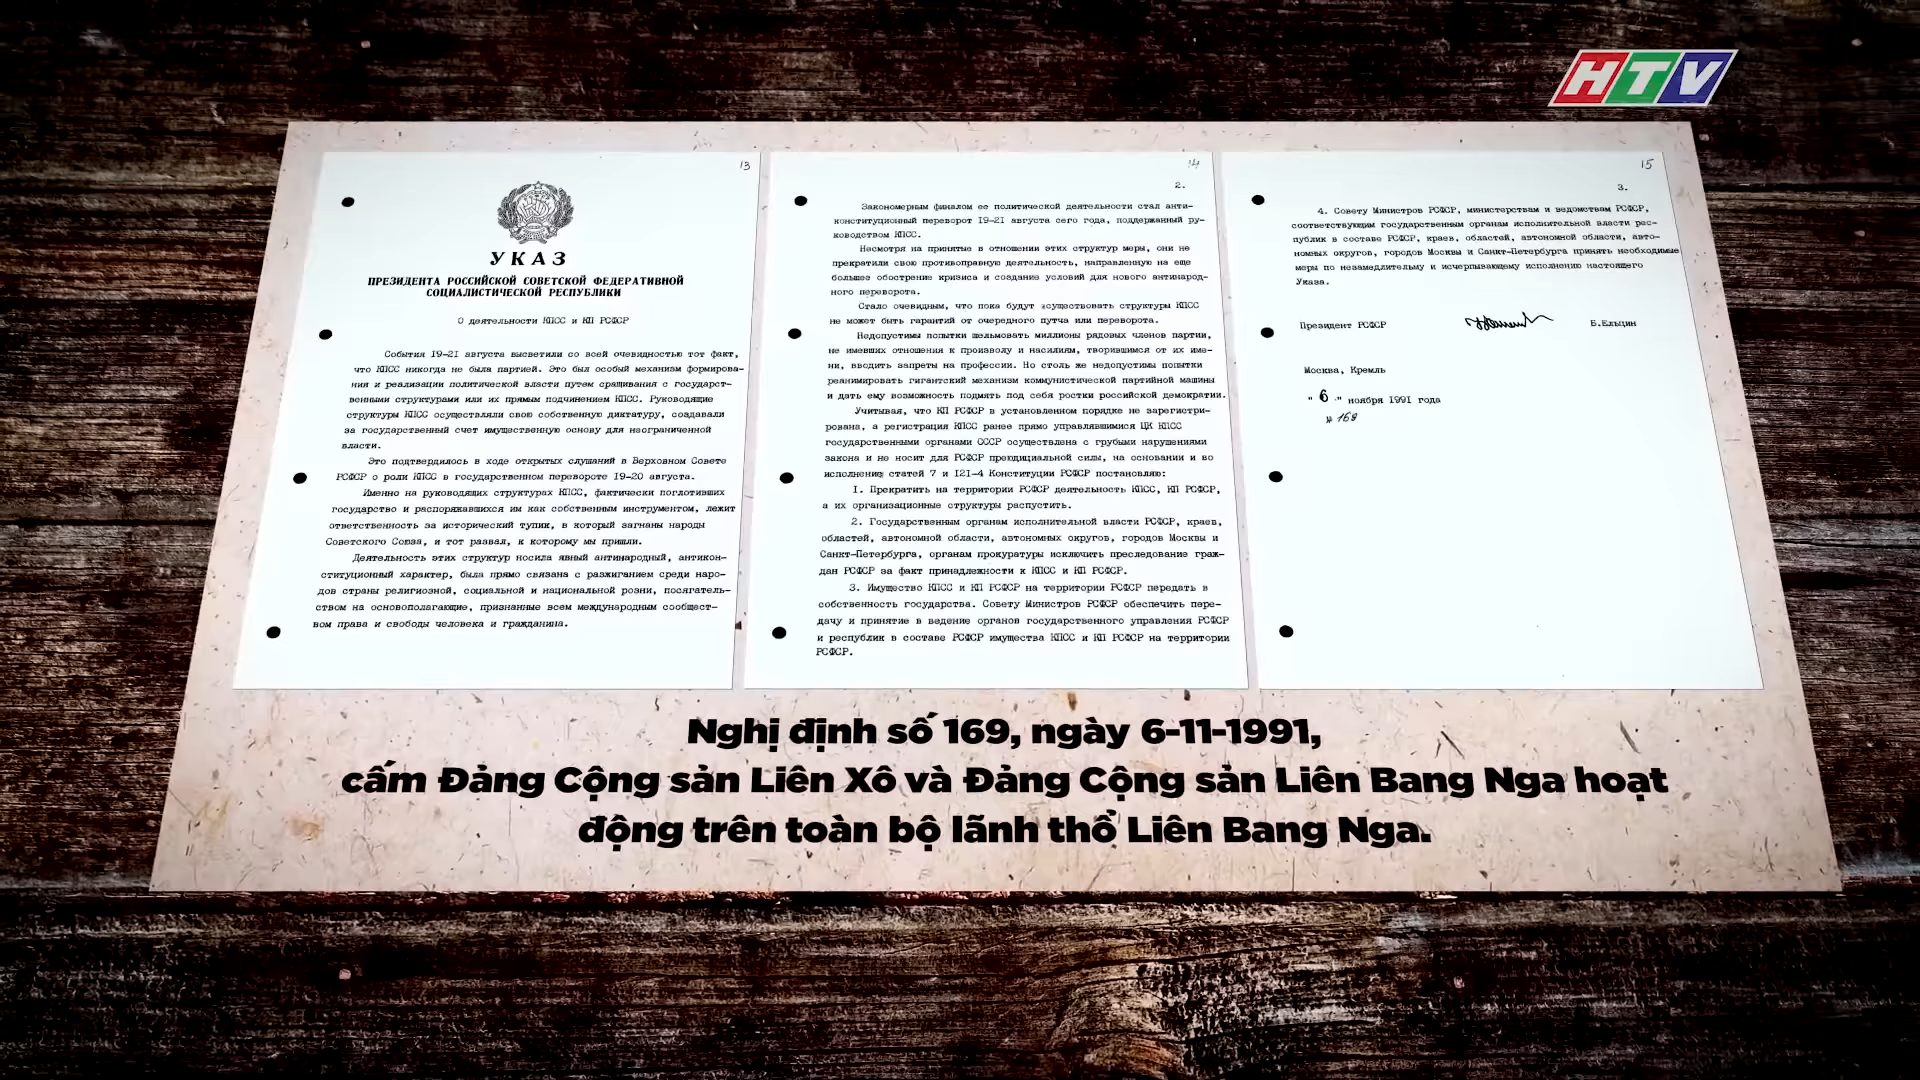 HTV
13
УКАЗ
ПРЕЗИДЕНТА РОССИЙСКОЙ СОВЕТСКОЙ ФЕДЕРАТИВНОЙ
СОЦИАЛИСТИЧЕСКОЙ РЕСПУБЛИКИ
О деятельности КПСС и КП РСФСР
События 19-21 августа высветили со всей очевидностью тот факт,
что КПСС никогда не была партией. Это был особый механизм формирова-
ния и реализации политической власти путем сращивания с государст-
венными структурами или их прямым подчинением КПСС. Руководящие
структуры КПСС осуществляли свою собственную диктатуру, создавали
за государственный счет имущественную основу для неограниченной
власти.
Это подтвердилось в ходе открытых слушаний в Верховном Совете
РСФСР о роли КПСС в государственном перевороте 19-20 августа.
Именно на руководящих структурах КПСС, фактически поглотивших
государство и распоряжавшихся им как собственным инструментом, лежит
ответственность за исторический тупик, в который загнаны народы
Советского Союза, и тот развал, к которому мы пришли.
Деятельность этих структур носила явный антинародный, антикон-
ституционный характер, была прямо связана с разжиганием среди наро-
дов страны религиозной, социальной и национальной розни, посягатель-
ством на основополагающие, признанные всем международным сообщест-
вом права и свободы человека и гражданина.
14
2.
Закономерным финалом ее политической деятельности стал анти-
конституционный переворот 19-21 августа сего года, поддержанный ру-
ководством КПСС.
Несмотря на принятые в отношении этих структур меры, они не
прекратили свою противоправную деятельность, направленную на еще
большее обострение кризиса и создание условий для нового антинарод-
ного переворота.
Стало очевидным, что пока будут существовать структуры КПСС
не может быть гарантий от очередного путча или переворота.
Недопустимы попытки шельмовать миллионы рядовых членов партии,
не имевших отношения к произволу и насилиям, творившимся от их име-
ни, вводить запреты на профессии. Но столь же недопустимы попытки
реанимировать гигантский механизм коммунистической партийной машины
и дать ему возможность подмять под себя ростки российской демократии.
Учитывая, что КП РСФСР в установленном порядке не зарегистри-
рована, а регистрация КПСС ранее прямо управлявшимися ЦК КПСС
государственными органами СССР осуществлена с грубыми нарушениями
закона и не носит для РСФСР преюдициальной силы, на основании и во
исполнение статей 7 и 121-4 Конституции РСФСР постановляю:
1. Прекратить на территории РСФСР деятельность КПСС, КП РСФСР,
а их организационные структуры распустить.
2. Государственным органам исполнительной власти РСФСР, краев,
областей, автономной области, автономных округов, городов Москвы и
Санкт-Петербурга, органам прокуратуры исключить преследование граж-
дан РСФСР за факт принадлежности к КПСС и КП РСФСР.
3. Имущество КПСС и КП РСФСР на территории РСФСР передать в
собственность государства. Совету Министров РСФСР обеспечить пере-
дачу и принятие в ведение органов государственного управления РСФСР
и республик в составе РСФСР имущества КПСС и КП РСФСР на территории
РСФСР.
15
3.
4. Совету Министров РСФСР, министерствам и ведомствам РСФСР,
соответствующим государственным органам исполнительной власти рес-
публик в составе РСФСР, краев, областей, автономной области, авто-
номных округов, городов Москвы и Санкт-Петербурга принять необходимые
меры по незамедлительму и исчерпывающему исполнению настоящего
Указа.
Президент РСФСР Б.Ельцин
Москва, Кремль
" 6 " ноября 1991 года
№ 169
Nghị định số 169, ngày 6-11-1991,
cấm Đảng Cộng sản Liên Xô và Đảng Cộng sản Liên Bang Nga hoạt
động trên toàn bộ lãnh thổ Liên Bang Nga.